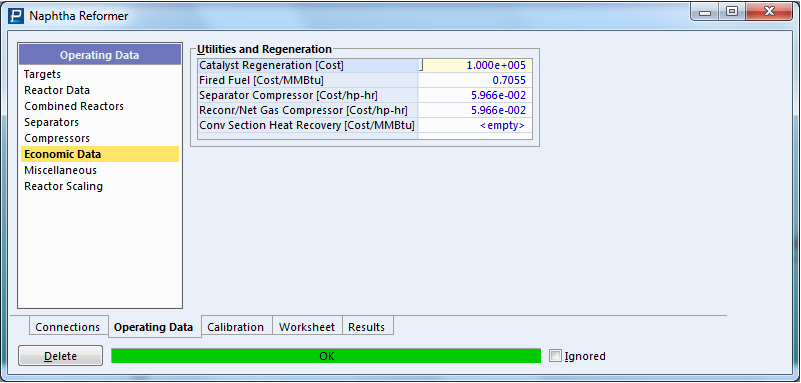 Naphtha Reformer
Operating Data
Targets
Reactor Data
Combined Reactors
Separators
Compressors
Economic Data
Miscellaneous
Reactor Scaling
Utilities and Regeneration
Catalyst Regeneration [Cost] 1.000e+005
Fired Fuel [Cost/MMBtu] 0.7055
Separator Compressor [Cost/hp-hr] 5.966e-002
Reconr/Net Gas Compressor [Cost/hp-hr] 5.966e-002
Conv Section Heat Recovery [Cost/MMBtu] <empty>
Connections Operating Data Calibration Worksheet Results
Delete OK Ignored